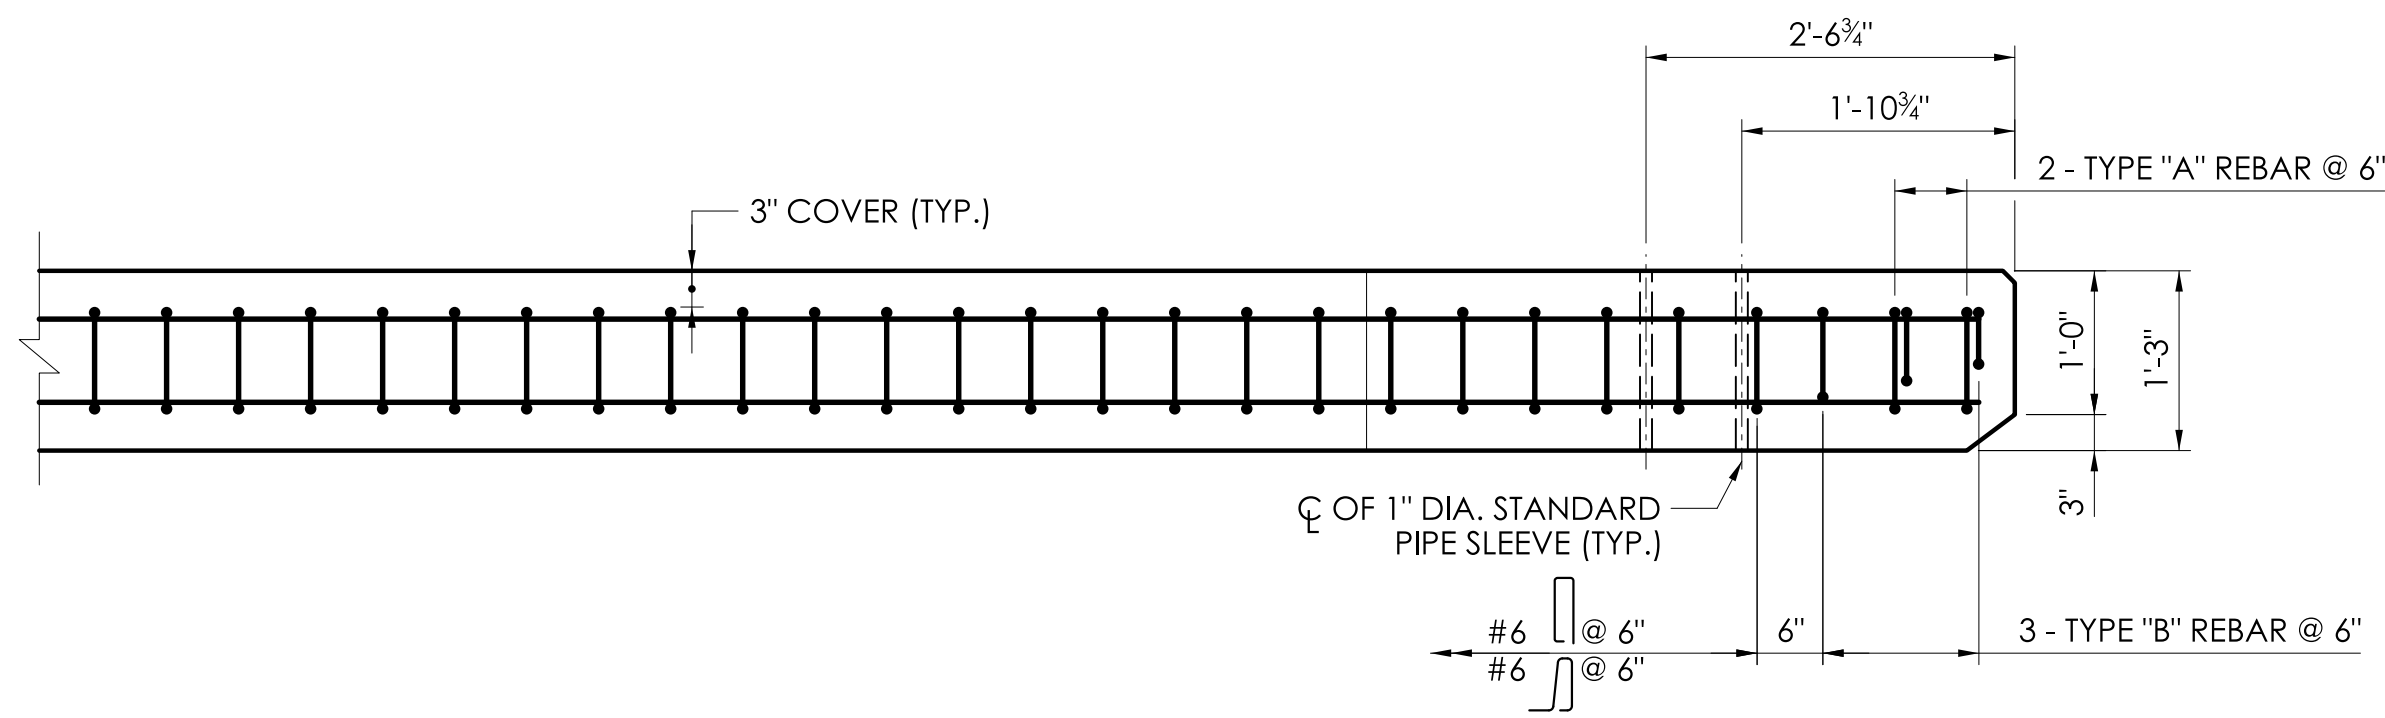 2'-6¾"
1'-10¾"
2 - TYPE "A" REBAR @ 6"
3" COVER (TYP.)
1'-0"
1'-3"
3"
℄ OF 1" DIA. STANDARD
PIPE SLEEVE (TYP.)
#6 @ 6"
6"
3 - TYPE "B" REBAR @ 6"
#6 @ 6"